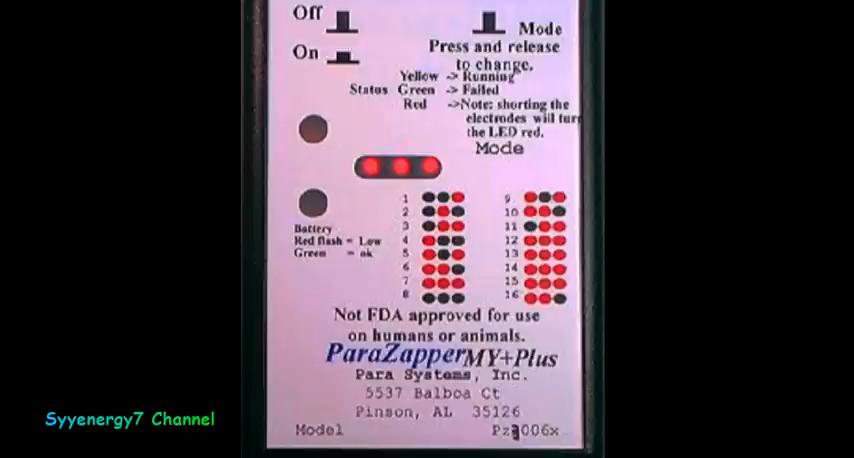 Off
Mode
On
Press and release
to change.
Yellow -> Running
Status Green -> Failed
Red ->Note: shorting the
electrodes will turn
the LED red.
Mode
1 9
2 10
3 11
4 12
5 13
6 14
7 15
8 16
Battery
Red flash = Low
Green = ok
Not FDA approved for use
on humans or animals.
ParaZapperMY+Plus
Para Systems, Inc.
5537 Balboa Ct
Pinson, AL 35126
Syyenergy7 Channel
Model